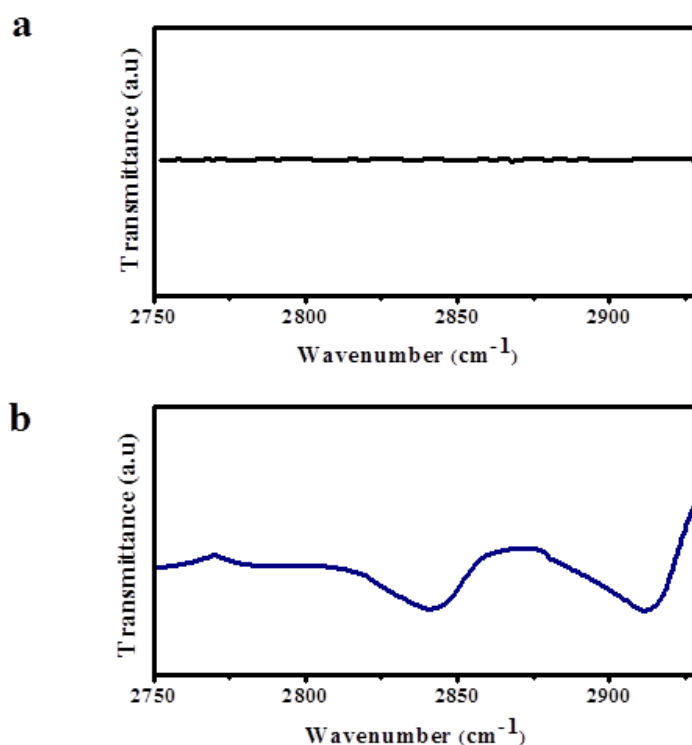 a
Transmittance (a.u)
2750 2800 2850 2900
Wavenumber (cm⁻¹)
b
Transmittance (a.u)
2750 2800 2850 2900
Wavenumber (cm⁻¹)